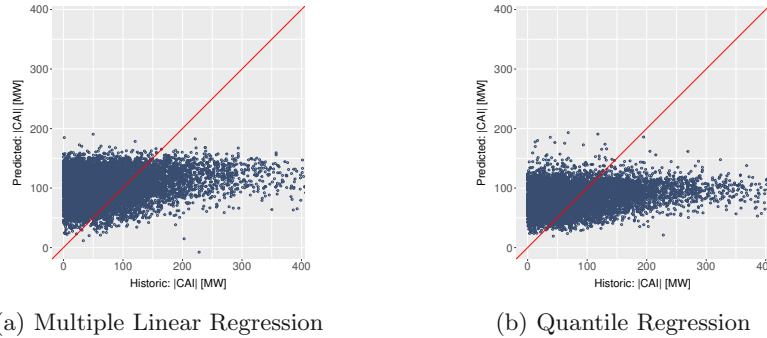 400
300
200
100
0
Predicted: |CAI| [MW]
0 100 200 300 400
Historic: |CAI| [MW]
a) Multiple Linear Regression
400
300
200
100
0
Predicted: |CAI| [MW]
0 100 200 300 40
Historic: |CAI| [MW]
(b) Quantile Regression